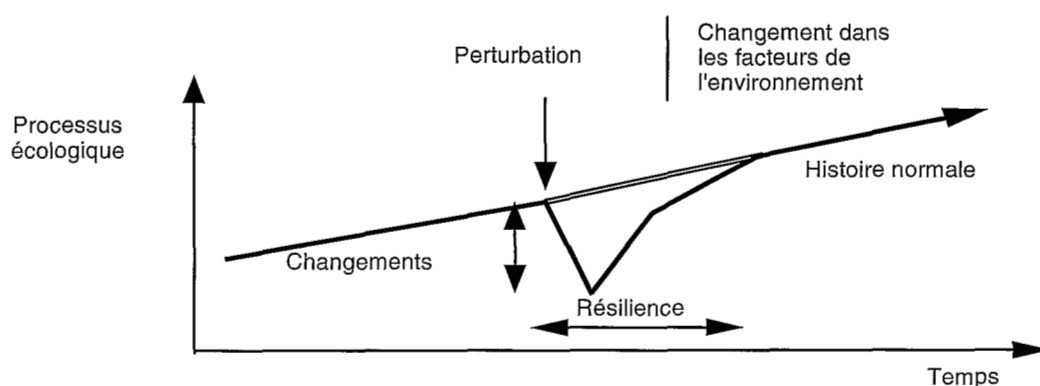 Perturbation
Changement dans
les facteurs de
l'environnement
Processus
écologique
Histoire normale
Changements
Résilience
Temps